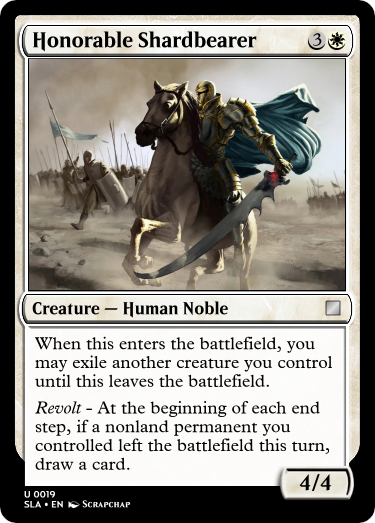 Honorable Shardbearer 3
Creature — Human Noble
When this enters the battlefield, you
may exile another creature you control
until this leaves the battlefield.
Revolt - At the beginning of each end
step, if a nonland permanent you
controlled left the battlefield this turn,
draw a card.
4/4
U 0019
SLA • EN Scrapchap